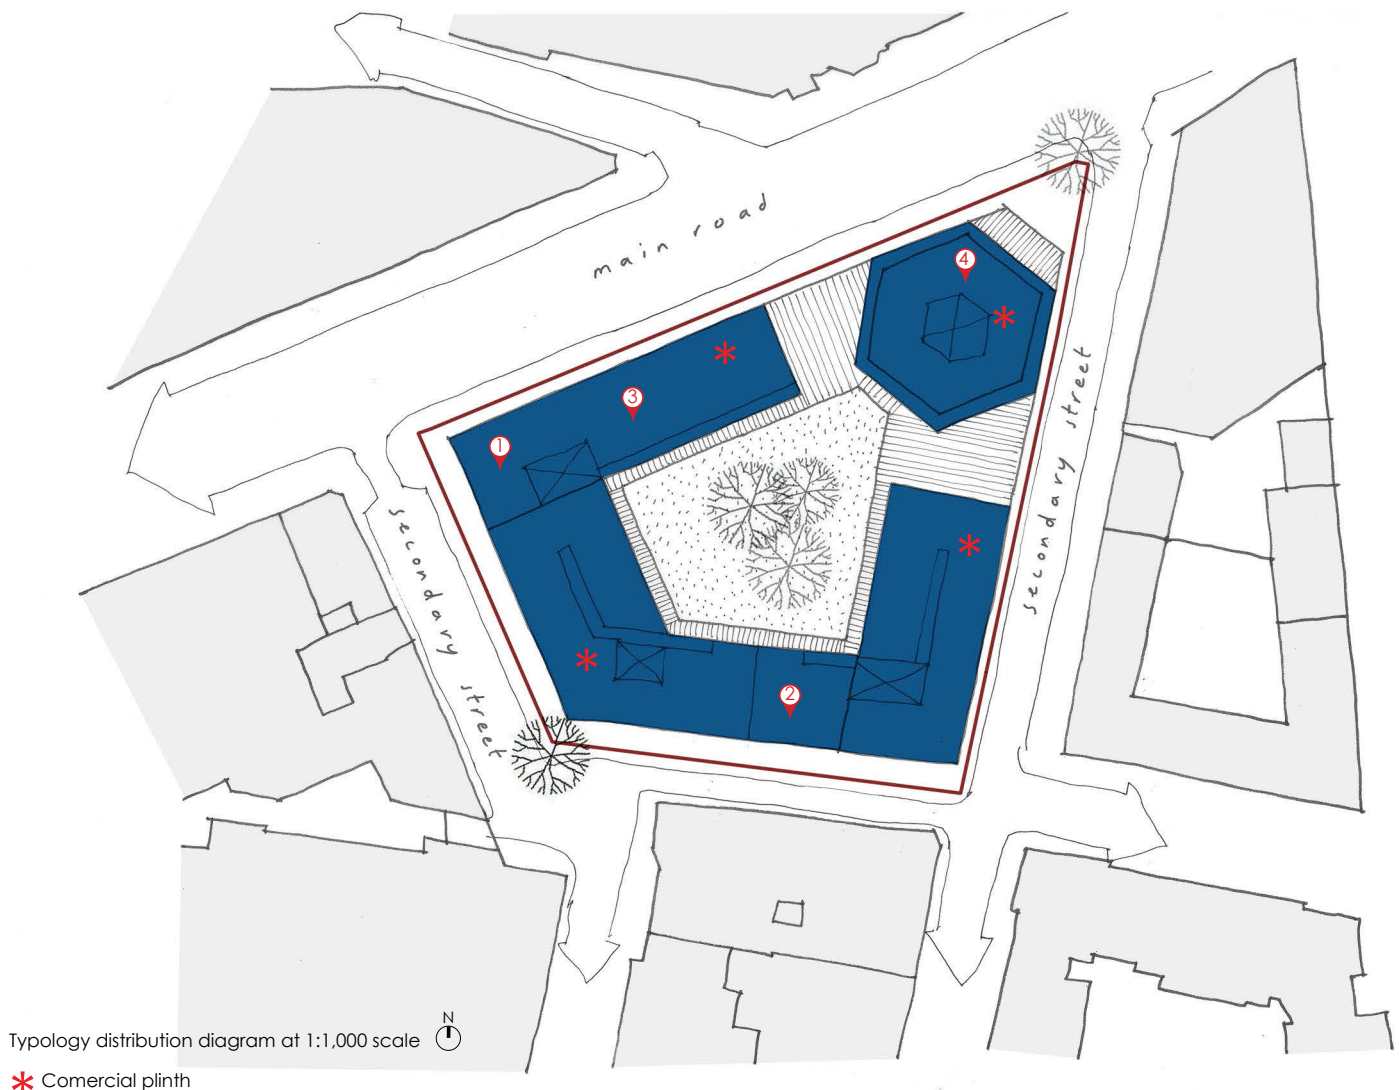 main road
4
*
3
*
1
secondary street
secondary street
*
*
2
N
Typology distribution diagram at 1:1,000 scale
* Comercial plinth